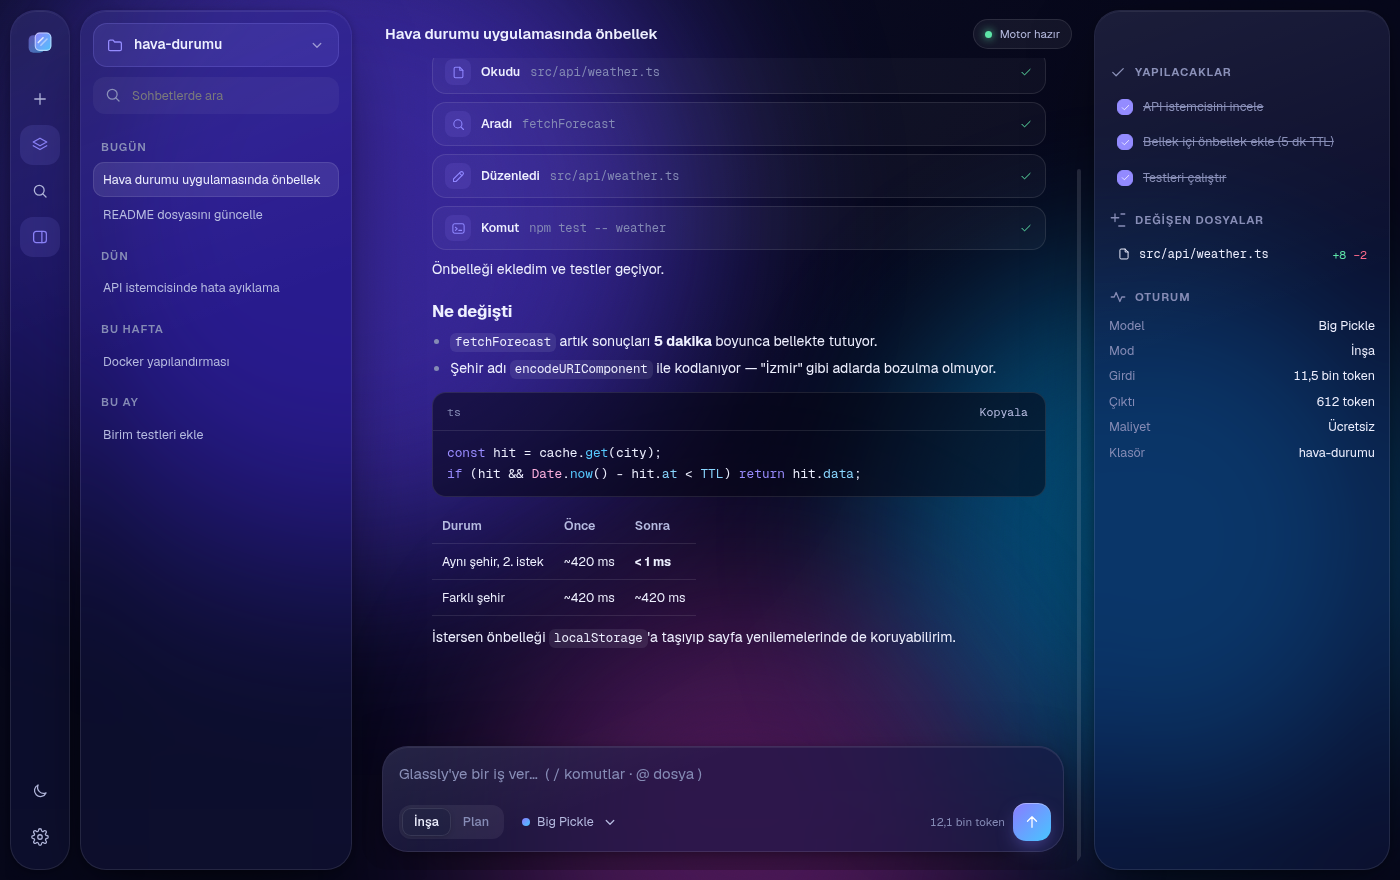 hava-durumu
Sohbetlerde ara
BUGÜN
Hava durumu uygulamasında önbellek
README dosyasını güncelle
DÜN
API istemcisinde hata ayıklama
BU HAFTA
Docker yapılandırması
BU AY
Birim testleri ekle
Hava durumu uygulamasında önbellek
Motor hazır
Okudu src/api/weather.ts
Aradı fetchForecast
Düzenledi src/api/weather.ts
Komut npm test -- weather
Önbelleği ekledim ve testler geçiyor.
Ne değişti
fetchForecast artık sonuçları 5 dakika boyunca bellekte tutuyor.
Şehir adı encodeURIComponent ile kodlanıyor — "İzmir" gibi adlarda bozulma olmuyor.
ts Kopyala
const hit = cache.get(city);
if (hit && Date.now() - hit.at < TTL) return hit.data;
Durum Önce Sonra
Aynı şehir, 2. istek ~420 ms < 1 ms
Farklı şehir ~420 ms ~420 ms
İstersen önbelleği localStorage'a taşıyıp sayfa yenilemelerinde de koruyabilirim.
Glassly'ye bir iş ver… ( / komutlar · @ dosya )
İnşa Plan Big Pickle 12,1 bin token
YAPILACAKLAR
API istemcisini incele
Bellek içi önbellek ekle (5 dk TTL)
Testleri çalıştır
DEĞİŞEN DOSYALAR
src/api/weather.ts +8 −2
OTURUM
Model Big Pickle
Mod İnşa
Girdi 11,5 bin token
Çıktı 612 token
Maliyet Ücretsiz
Klasör hava-durumu